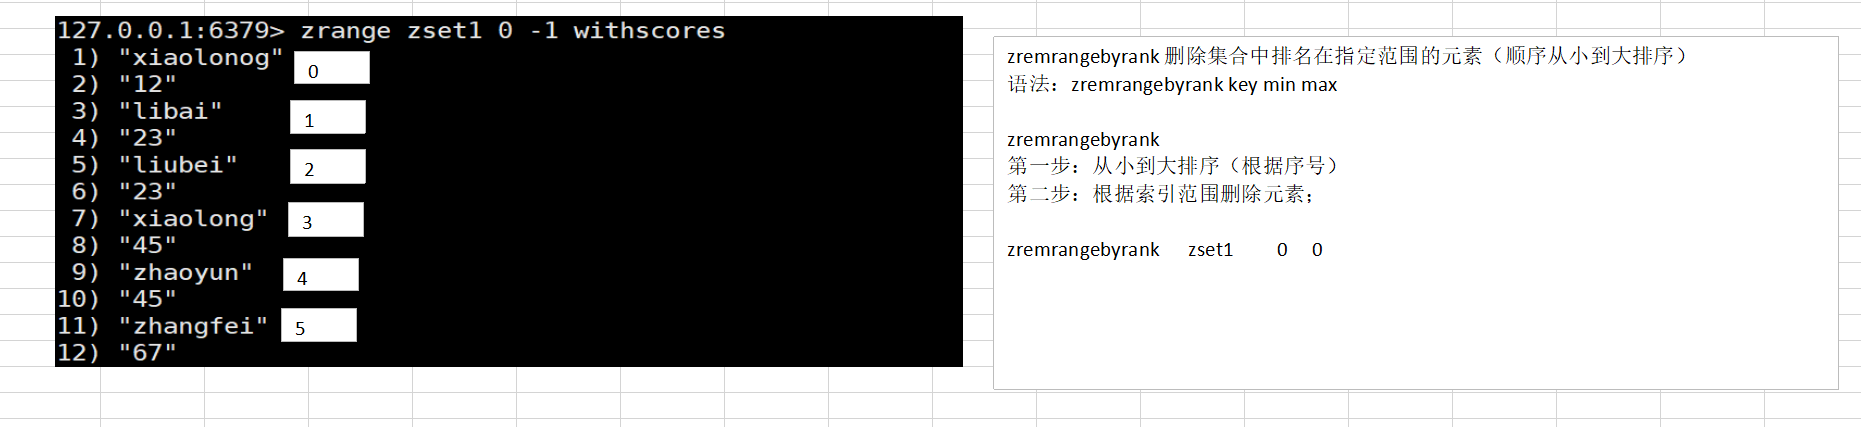 127.0.0.1:6379> zrange zset1 0 -1 withscores
1) "xiaolonog" 0
2) "12"
3) "libai" 1
4) "23"
5) "liubei" 2
6) "23"
7) "xiaolong" 3
8) "45"
9) "zhaoyun" 4
10) "45"
11) "zhangfei" 5
12) "67"
zremrangebyrank 删除集合中排名在指定范围的元素（顺序从小到大排序）
语法：zremrangebyrank key min max
zremrangebyrank
第一步：从小到大排序（根据序号）
第二步：根据索引范围删除元素；
zremrangebyrank zset1 0 0